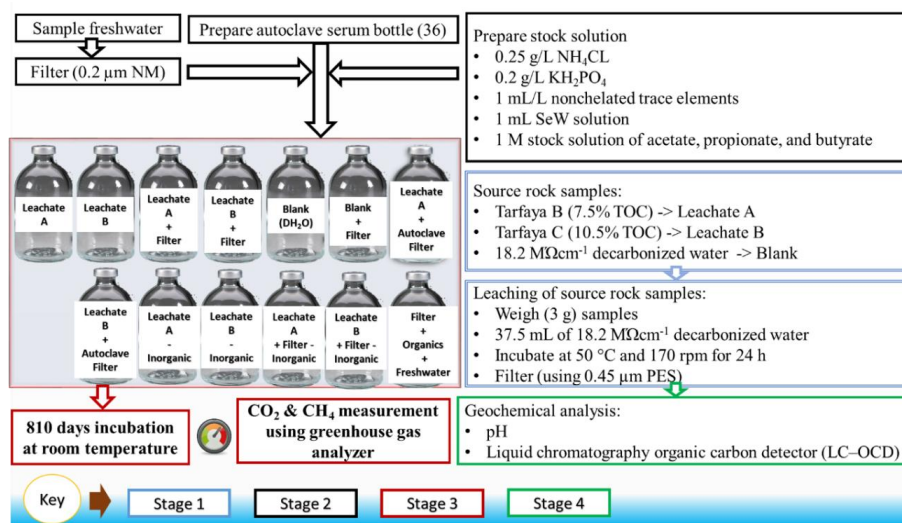 Sample freshwater
Prepare autoclave serum bottle (36)
Filter (0.2 µm NM)
Prepare stock solution
• 0.25 g/L NH₄CL
• 0.2 g/L KH₂PO₄
• 1 mL/L nonchelated trace elements
• 1 mL SeW solution
• 1 M stock solution of acetate, propionate, and butyrate
Leachate
A
Leachate
B
Leachate
A
+
Filter
Leachate
B
+
Filter
Blank
(DH₂O)
Blank
+
Filter
Leachate
A
+
Autoclave
Filter
Leachate
B
+
Autoclave
Filter
Leachate
A
-
Inorganic
Leachate
B
-
Inorganic
Leachate
A
+ Filter -
Inorganic
Leachate
B
+ Filter -
Inorganic
Filter
+
Organics
+
Freshwater
Source rock samples:
• Tarfaya B (7.5% TOC) -> Leachate A
• Tarfaya C (10.5% TOC) -> Leachate B
• 18.2 MΩcm⁻¹ decarbonized water -> Blank
Leaching of source rock samples:
• Weigh (3 g) samples
• 37.5 mL of 18.2 MΩcm⁻¹ decarbonized water
• Incubate at 50 °C and 170 rpm for 24 h
• Filter (using 0.45 µm PES)
810 days incubation
at room temperature
CO₂ & CH₄ measurement
using greenhouse gas
analyzer
Geochemical analysis:
• pH
• Liquid chromatography organic carbon detector (LC–OCD)
Key
Stage 1
Stage 2
Stage 3
Stage 4